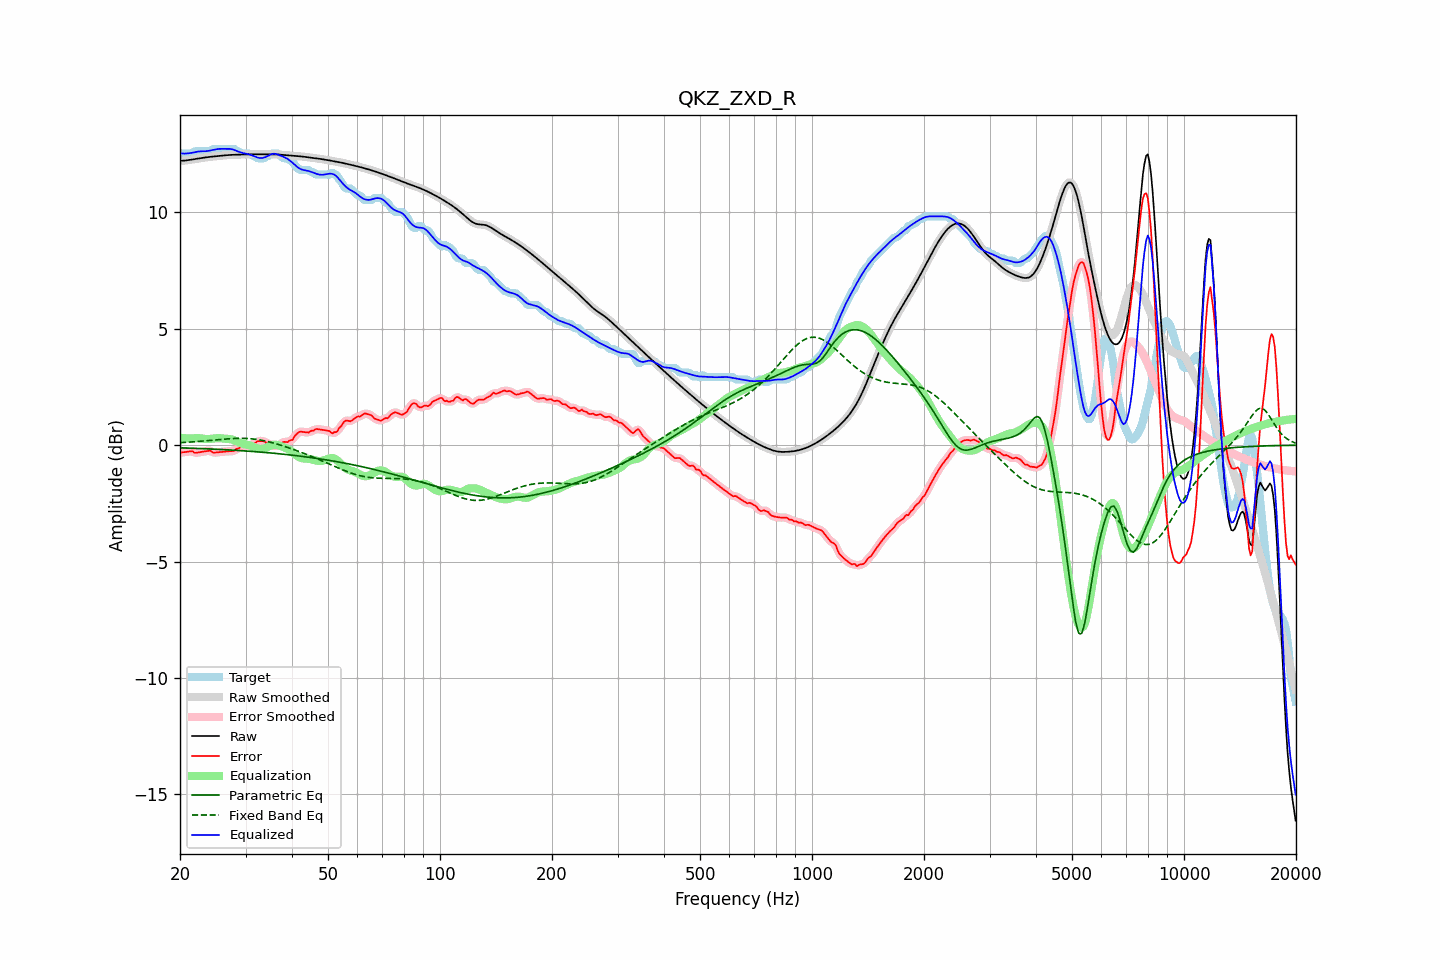 QKZ_ZXD_R
Amplitude (dBr)
10
5
0
−5
−10
−15
Target
Raw Smoothed
Error Smoothed
Raw
Error
Equalization
Parametric Eq
Fixed Band Eq
Equalized
20 50 100 200 500 1000 2000 5000 10000 20000
Frequency (Hz)